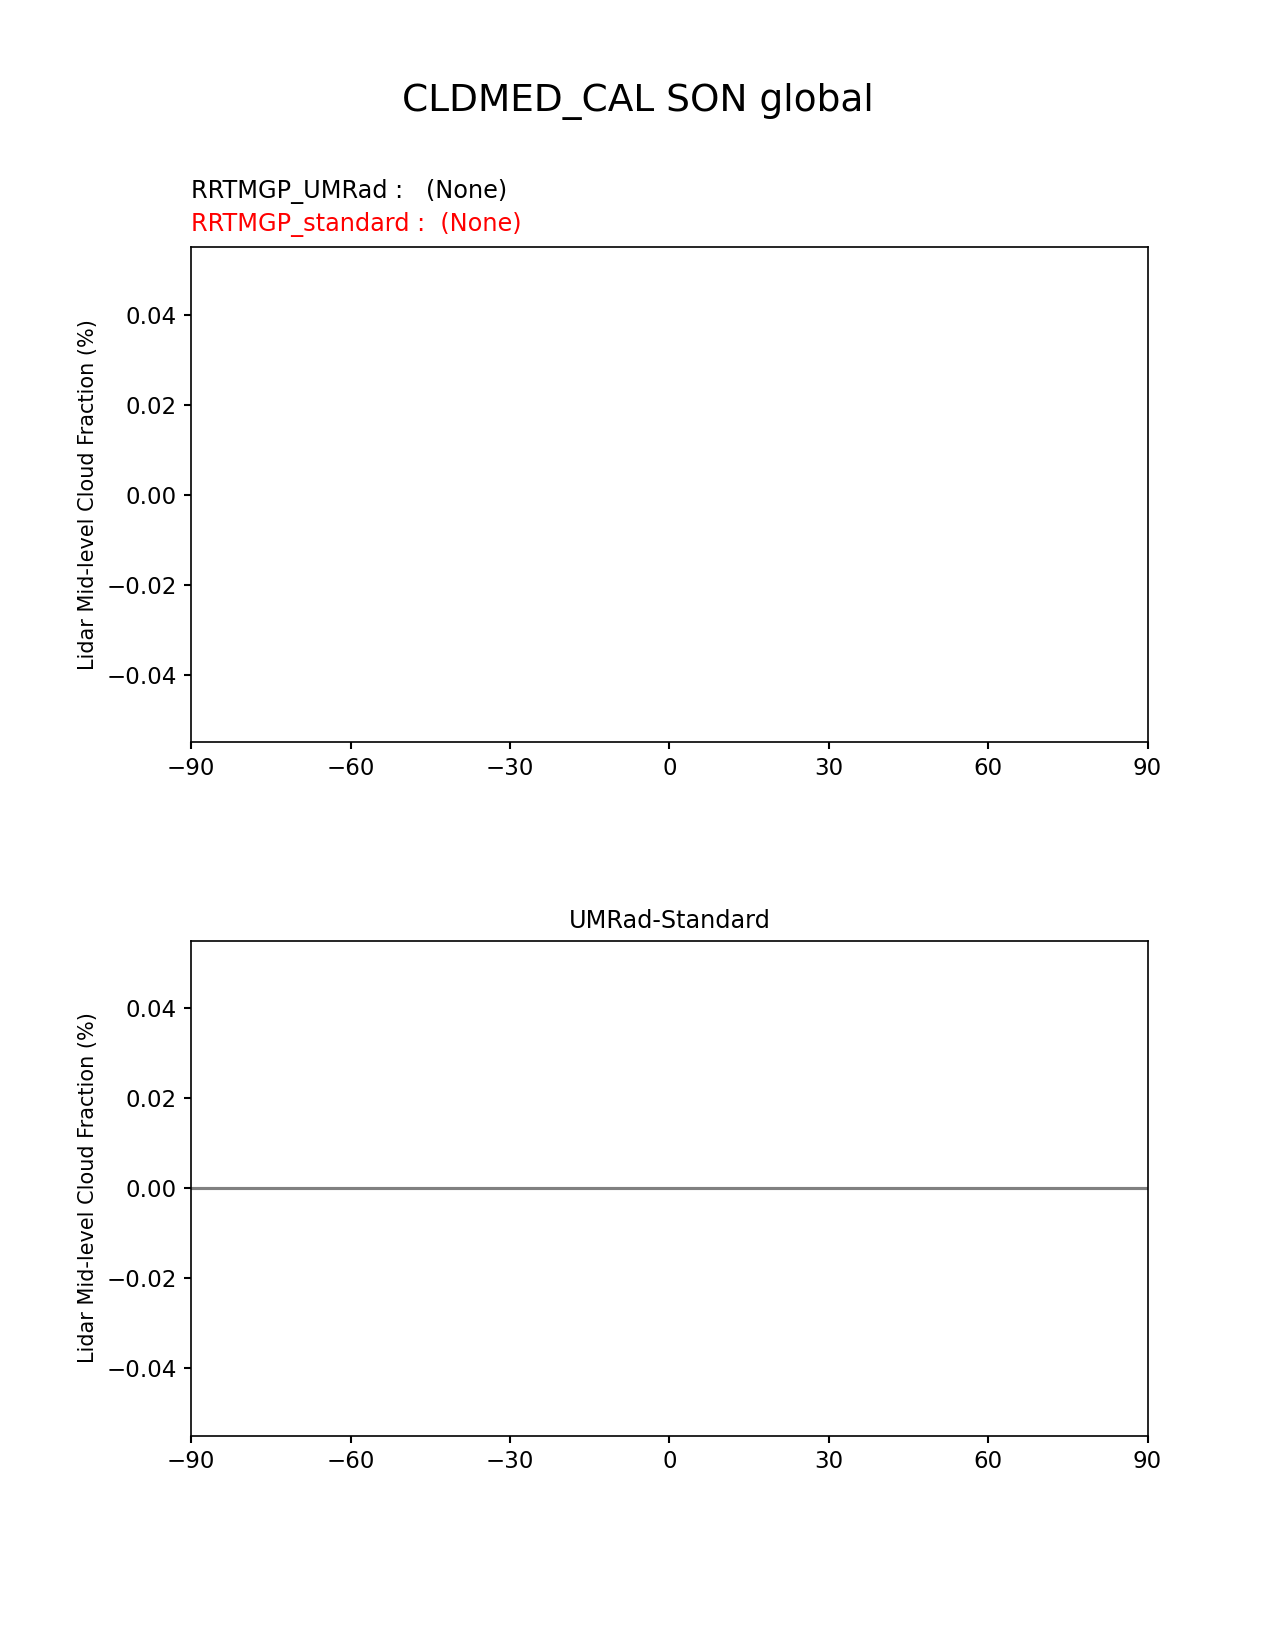 CLDMED_CAL SON global
RRTMGP_UMRad :   (None)
RRTMGP_standard :  (None)
Lidar Mid-level Cloud Fraction (%)
0.04
0.02
0.00
−0.02
−0.04
−90 −60 −30 0 30 60 90
UMRad-Standard
Lidar Mid-level Cloud Fraction (%)
0.04
0.02
0.00
−0.02
−0.04
−90 −60 −30 0 30 60 90